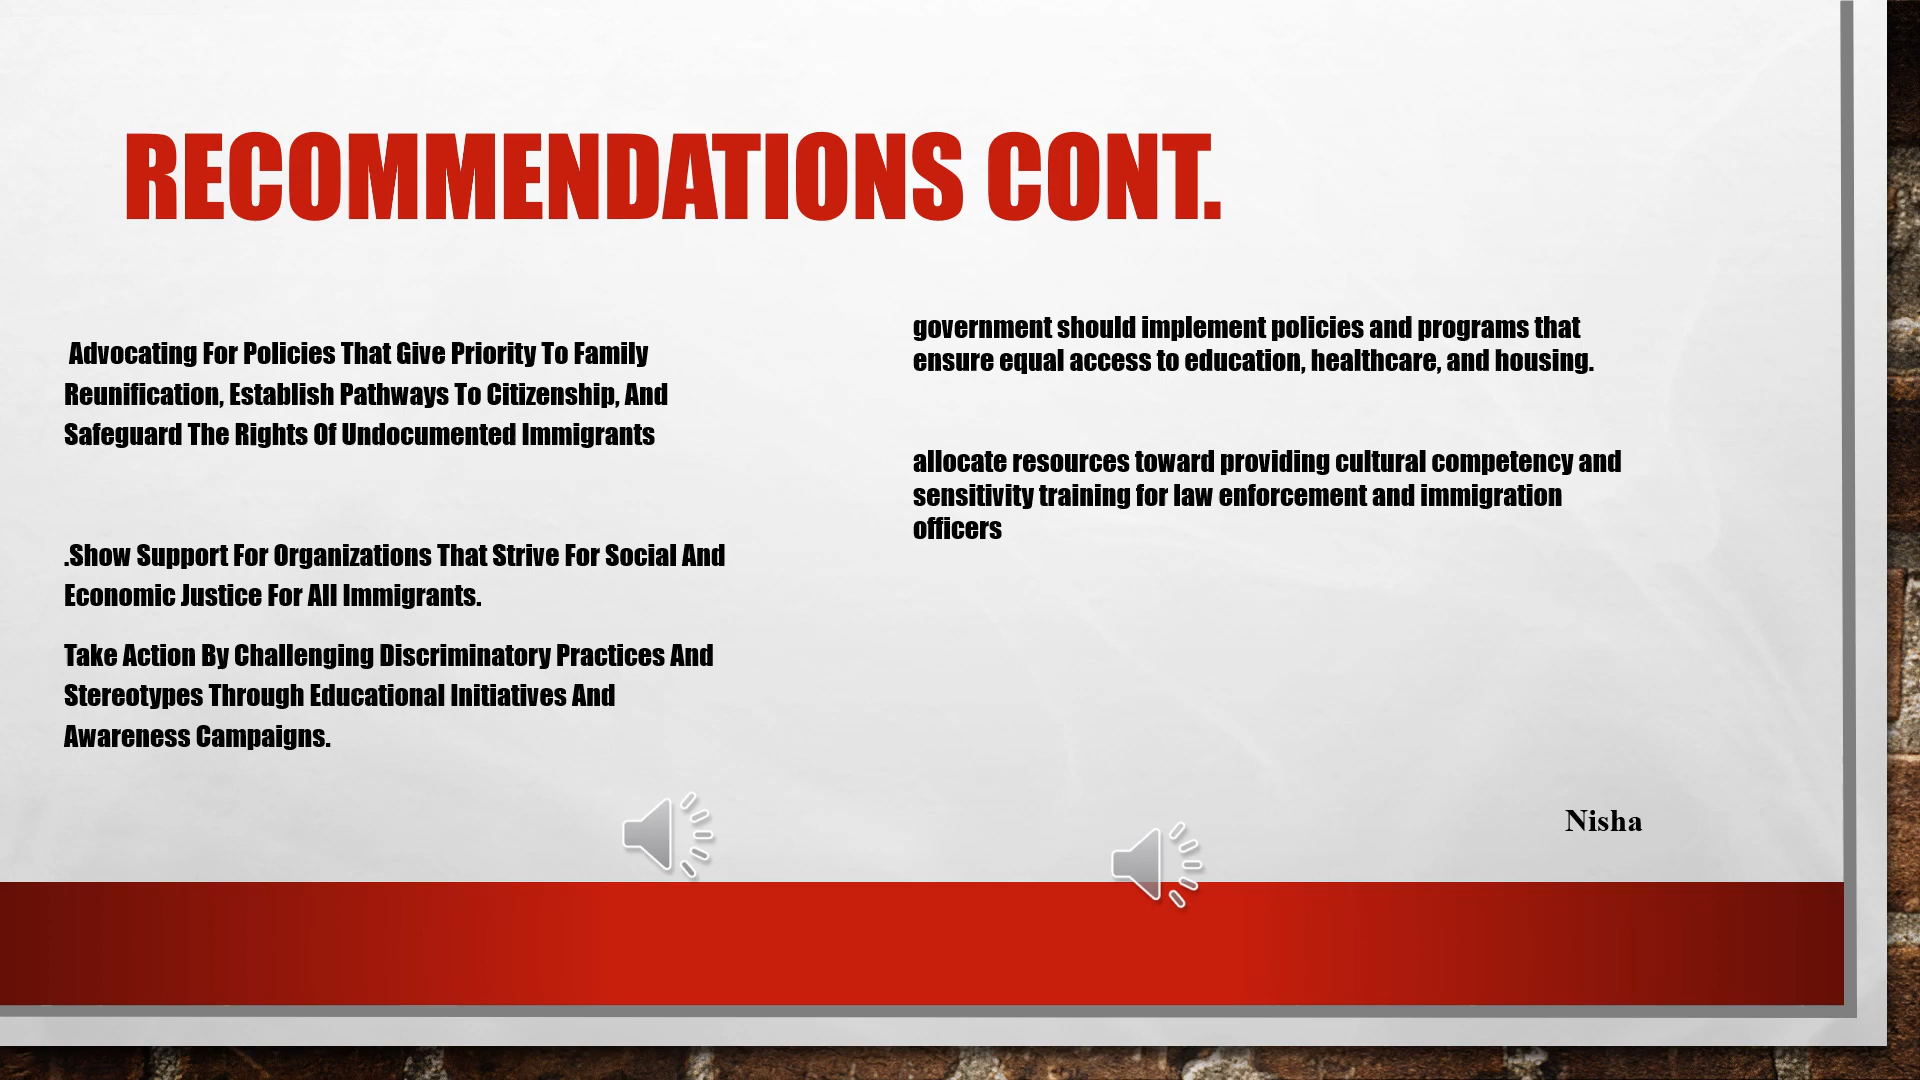 RECOMMENDATIONS CONT.
Advocating For Policies That Give Priority To Family
Reunification, Establish Pathways To Citizenship, And
Safeguard The Rights Of Undocumented Immigrants
.Show Support For Organizations That Strive For Social And
Economic Justice For All Immigrants.
Take Action By Challenging Discriminatory Practices And
Stereotypes Through Educational Initiatives And
Awareness Campaigns.
government should implement policies and programs that
ensure equal access to education, healthcare, and housing.
allocate resources toward providing cultural competency and
sensitivity training for law enforcement and immigration
officers
Nisha